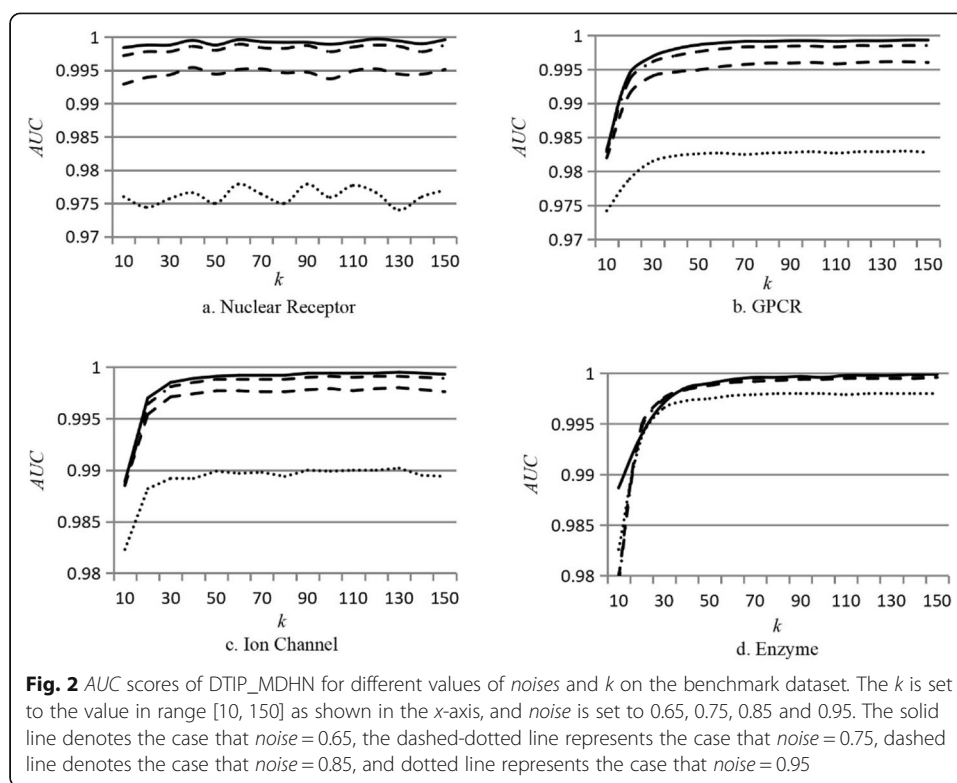 1
0.995
0.99
0.985
0.98
0.975
0.97
AUC
10 30 50 70 90 110 130 150
k
a. Nuclear Receptor
1
0.995
0.99
0.985
0.98
0.975
0.97
AUC
10 30 50 70 90 110 130 150
k
b. GPCR
1
0.995
0.99
0.985
0.98
AUC
10 30 50 70 90 110 130 150
k
c. Ion Channel
1
0.995
0.99
0.985
0.98
AUC
10 30 50 70 90 110 130 150
k
d. Enzyme
Fig. 2 AUC scores of DTIP_MDHN for different values of noises and k on the benchmark dataset. The k is set
to the value in range [10, 150] as shown in the x-axis, and noise is set to 0.65, 0.75, 0.85 and 0.95. The solid
line denotes the case that noise = 0.65, the dashed-dotted line represents the case that noise = 0.75, dashed
line denotes the case that noise = 0.85, and dotted line represents the case that noise = 0.95